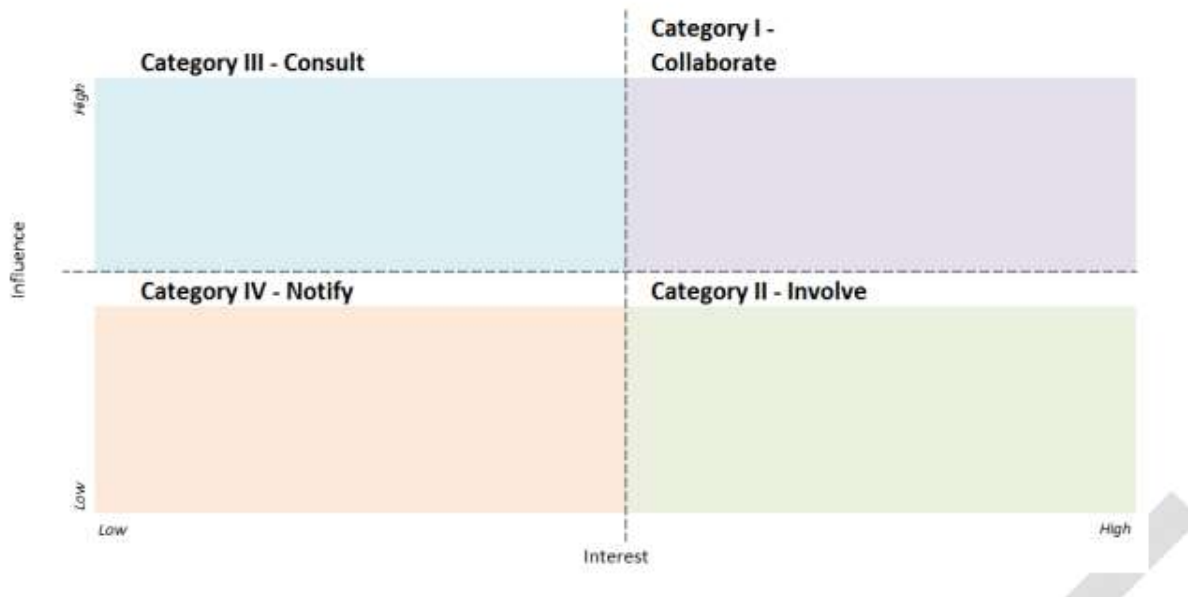 Category I -
Collaborate
Category III - Consult
High
Influence
Category IV - Notify
Category II - Involve
Low
Low
High
Interest